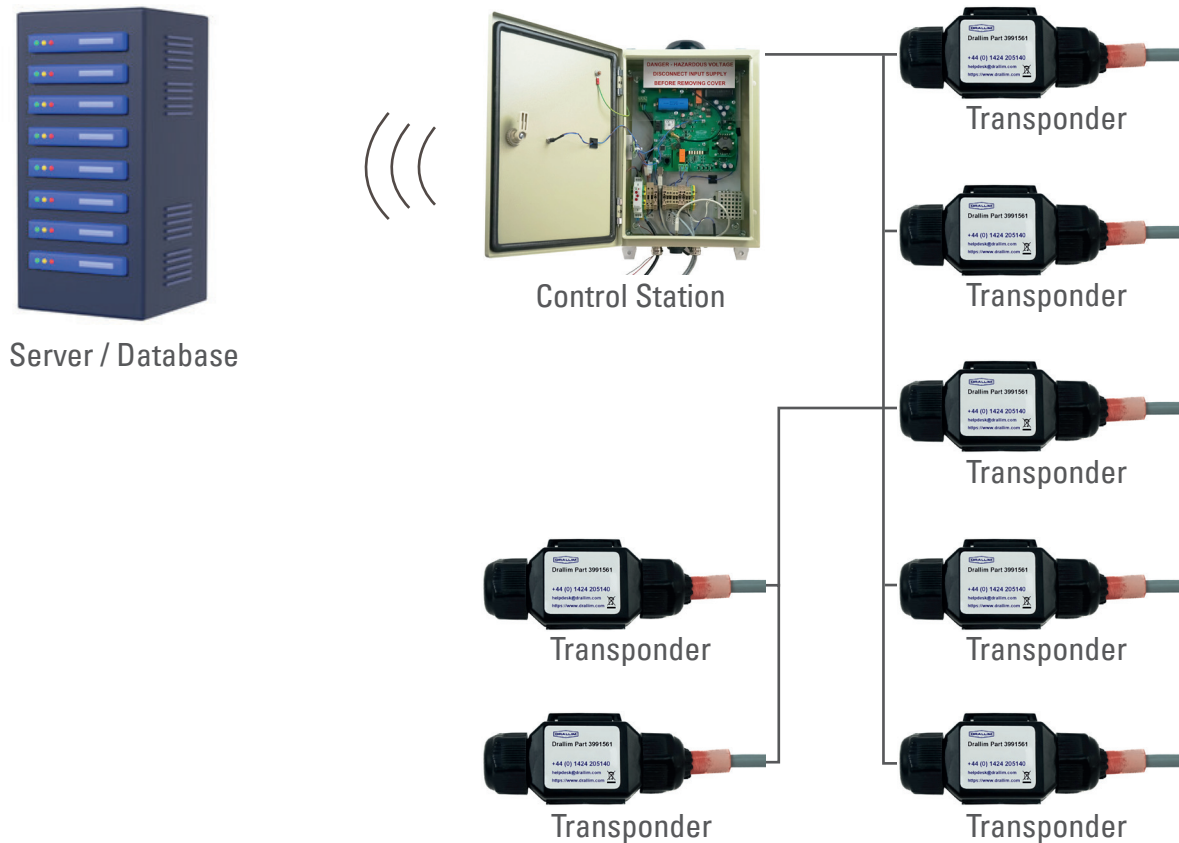 DANGER - HAZARDOUS VOLTAGE
DISCONNECT INPUT SUPPLY
BEFORE REMOVING COVER
Control Station
Server / Database
DRALLIM
Drallim Part 3991561
+44 (0) 1424 205140
helpdesk@drallim.com
https://www.drallim.com
Transponder
DRALLIM
Drallim Part 3991561
+44 (0) 1424 205140
helpdesk@drallim.com
https://www.drallim.com
Transponder
DRALLIM
Drallim Part 3991561
+44 (0) 1424 205140
helpdesk@drallim.com
https://www.drallim.com
Transponder
DRALLIM
Drallim Part 3991561
+44 (0) 1424 205140
helpdesk@drallim.com
https://www.drallim.com
Transponder
DRALLIM
Drallim Part 3991561
+44 (0) 1424 205140
helpdesk@drallim.com
https://www.drallim.com
Transponder
DRALLIM
Drallim Part 3991561
+44 (0) 1424 205140
helpdesk@drallim.com
https://www.drallim.com
Transponder
DRALLIM
Drallim Part 3991561
+44 (0) 1424 205140
helpdesk@drallim.com
https://www.drallim.com
Transponder